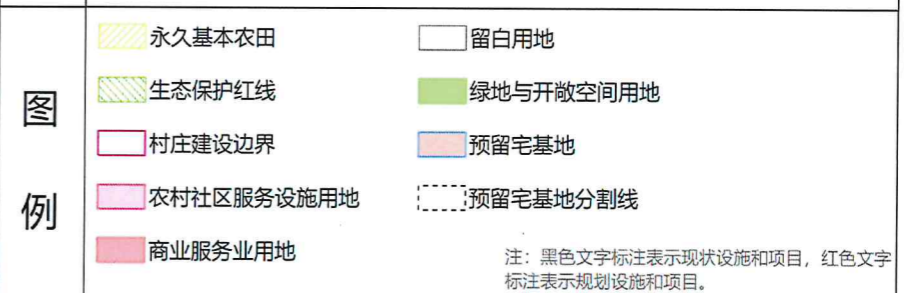 图例
永久基本农田
生态保护红线
村庄建设边界
农村社区服务设施用地
商业服务业用地
留白用地
绿地与开敞空间用地
预留宅基地
预留宅基地分割线
注：黑色文字标注表示现状设施和项目，红色文字
标注表示规划设施和项目。